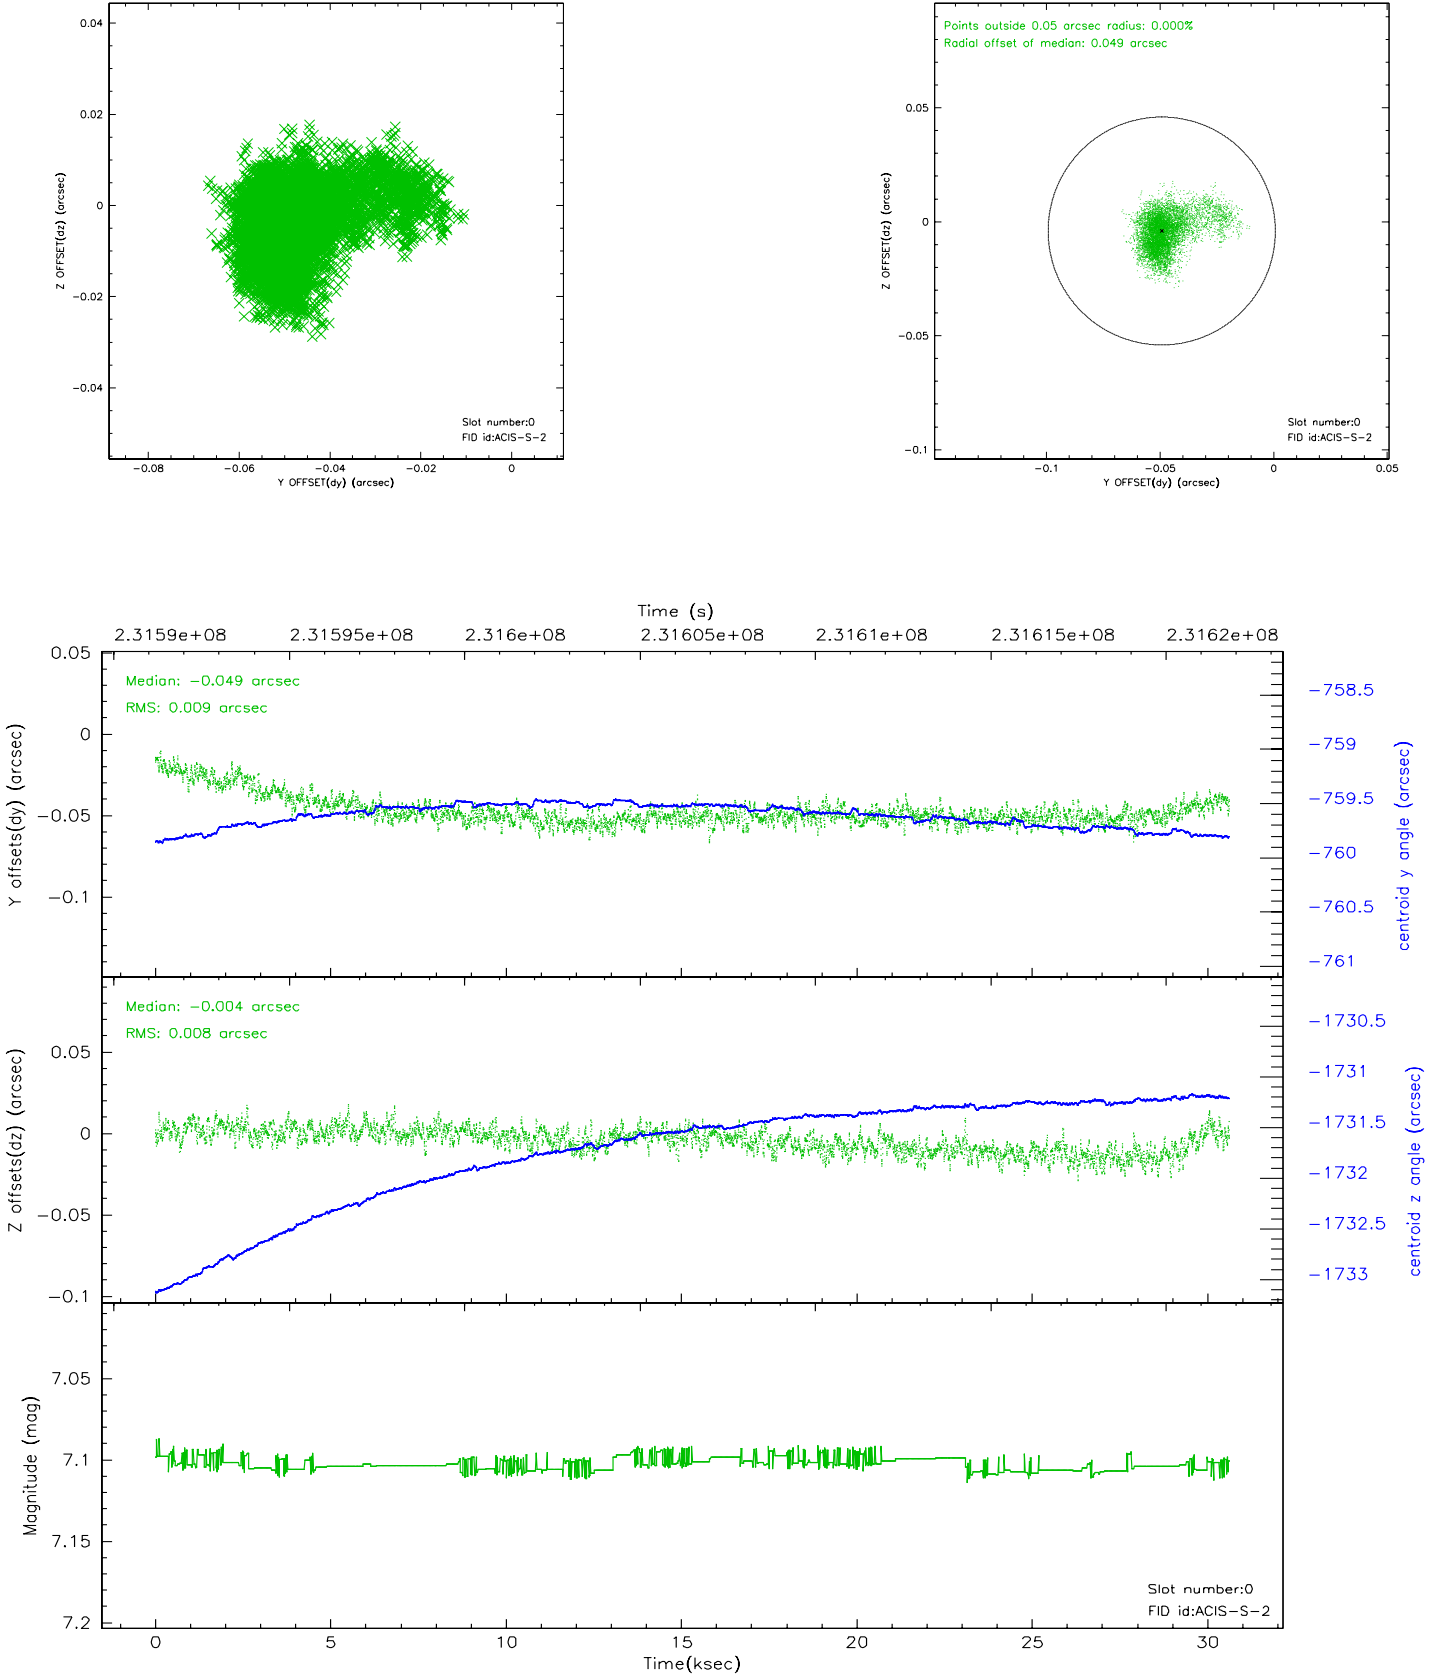 0.04
0.02
0
−0.02
−0.04
Z OFFSET(dz) (arcsec)
Slot number:0
FID id:ACIS−S−2
−0.08 −0.06 −0.04 −0.02 0
Y OFFSET(dy) (arcsec)
Points outside 0.05 arcsec radius: 0.000%
Radial offset of median: 0.049 arcsec
0.05
0
−0.05
−0.1
Z OFFSET(dz) (arcsec)
Slot number:0
FID id:ACIS−S−2
−0.1 −0.05 0 0.05
Y OFFSET(dy) (arcsec)
Time (s)
2.3159e+08 2.31595e+08 2.316e+08 2.31605e+08 2.3161e+08 2.31615e+08 2.3162e+08
0.05
0
−0.05
−0.1
Y offsets(dy) (arcsec)
Median: −0.049 arcsec
RMS: 0.009 arcsec
−758.5
−759
−759.5
−760
−760.5
−761
centroid y angle (arcsec)
Median: −0.004 arcsec
RMS: 0.008 arcsec
0.05
0
−0.05
−0.1
Z offsets(dz) (arcsec)
−1730.5
−1731
−1731.5
−1732
−1732.5
−1733
centroid z angle (arcsec)
7.05
7.1
7.15
7.2
Magnitude (mag)
Slot number:0
FID id:ACIS−S−2
0 5 10 15 20 25 30
Time(ksec)